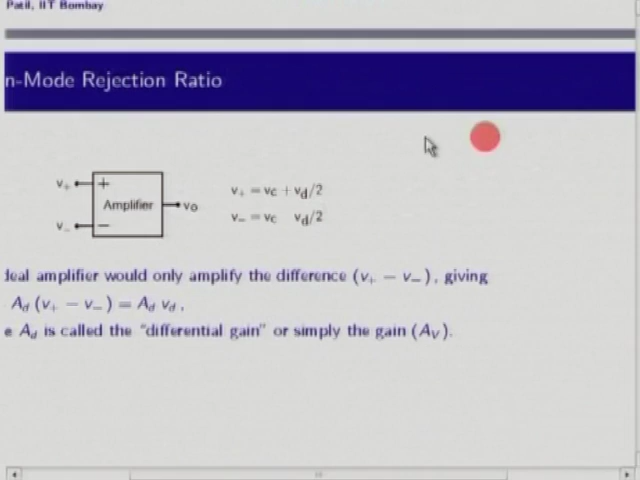 Patil, IIT Bombay
n-Mode Rejection Ratio
v₊ + Amplifier vo v₊ = vc + vd/2
v₋ − v₋ = vc vd/2
deal amplifier would only amplify the difference (v₊ − v₋), giving
Ad (v₊ − v₋) = Ad vd,
e Ad is called the "differential gain" or simply the gain (AV).